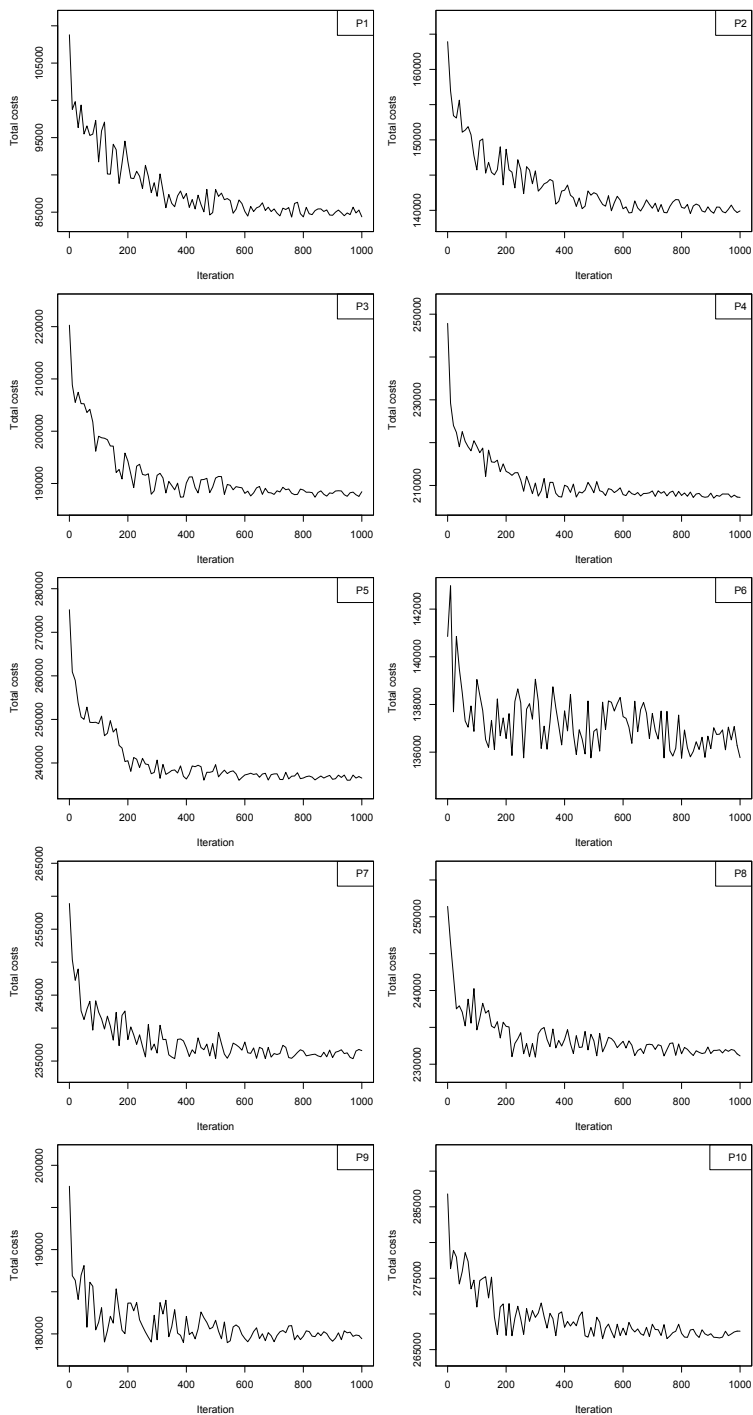 P1
Total costs
85000 95000 105000
0 200 400 600 800 1000
Iteration
P2
Total costs
140000 150000 160000
0 200 400 600 800 1000
Iteration
P3
Total costs
190000 200000 210000 220000
0 200 400 600 800 1000
Iteration
P4
Total costs
210000 230000 250000
0 200 400 600 800 1000
Iteration
P5
Total costs
240000 250000 260000 270000 280000
0 200 400 600 800 1000
Iteration
P6
Total costs
136000 138000 140000 142000
0 200 400 600 800 1000
Iteration
P7
Total costs
235000 245000 255000 265000
0 200 400 600 800 1000
Iteration
P8
Total costs
230000 240000 250000
0 200 400 600 800 1000
Iteration
P9
Total costs
180000 190000 200000
0 200 400 600 800 1000
Iteration
P10
Total costs
265000 275000 285000
0 200 400 600 800 1000
Iteration